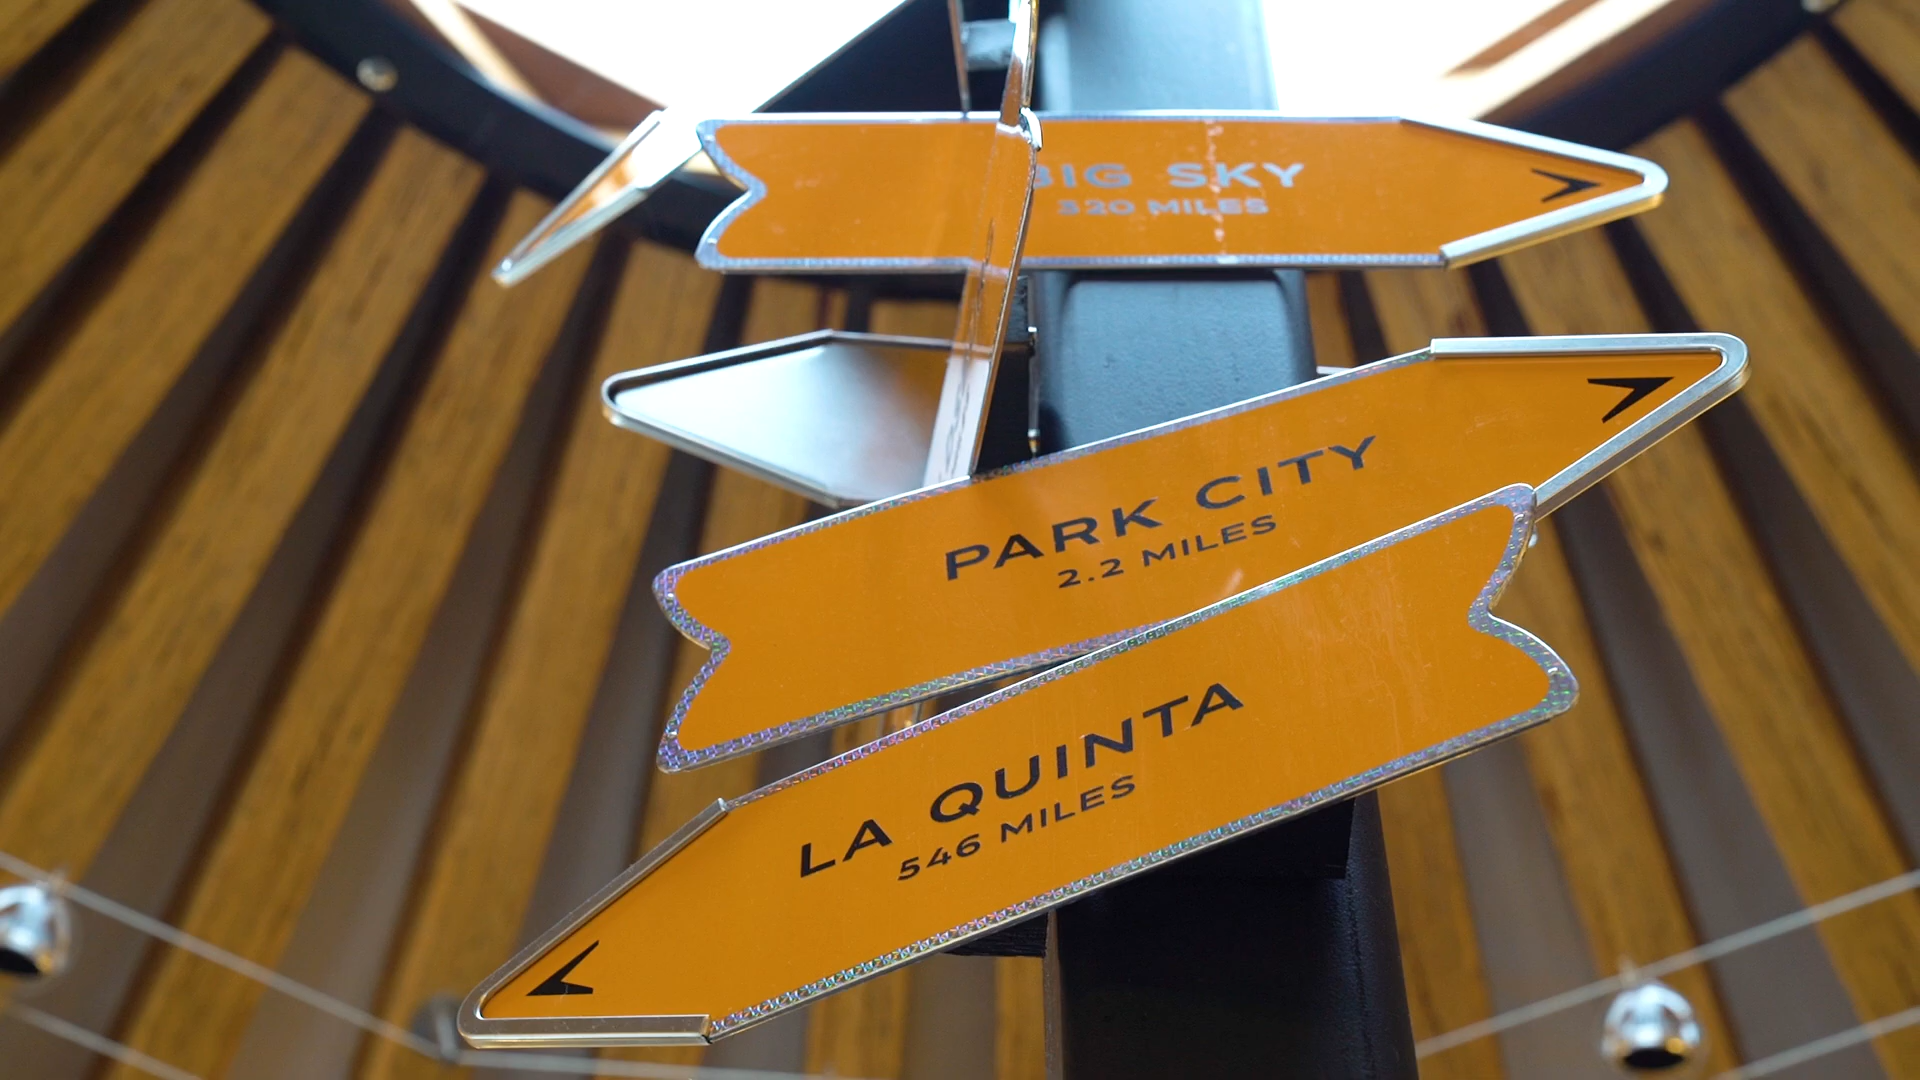 BIG SKY
320 MILES
PARK CITY
2.2 MILES
LA QUINTA
546 MILES